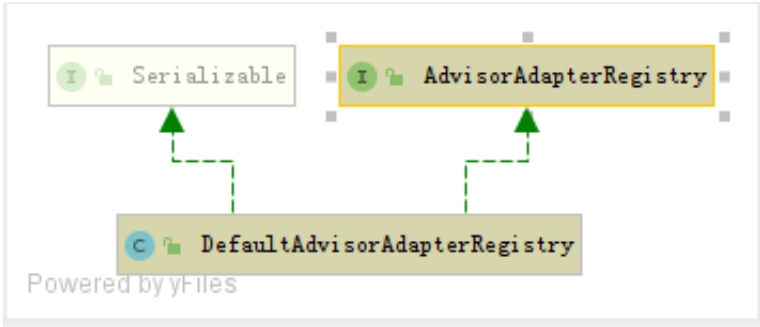 I Serializable
I AdvisorAdapterRegistry
C DefaultAdvisorAdapterRegistry
Powered by yFiles